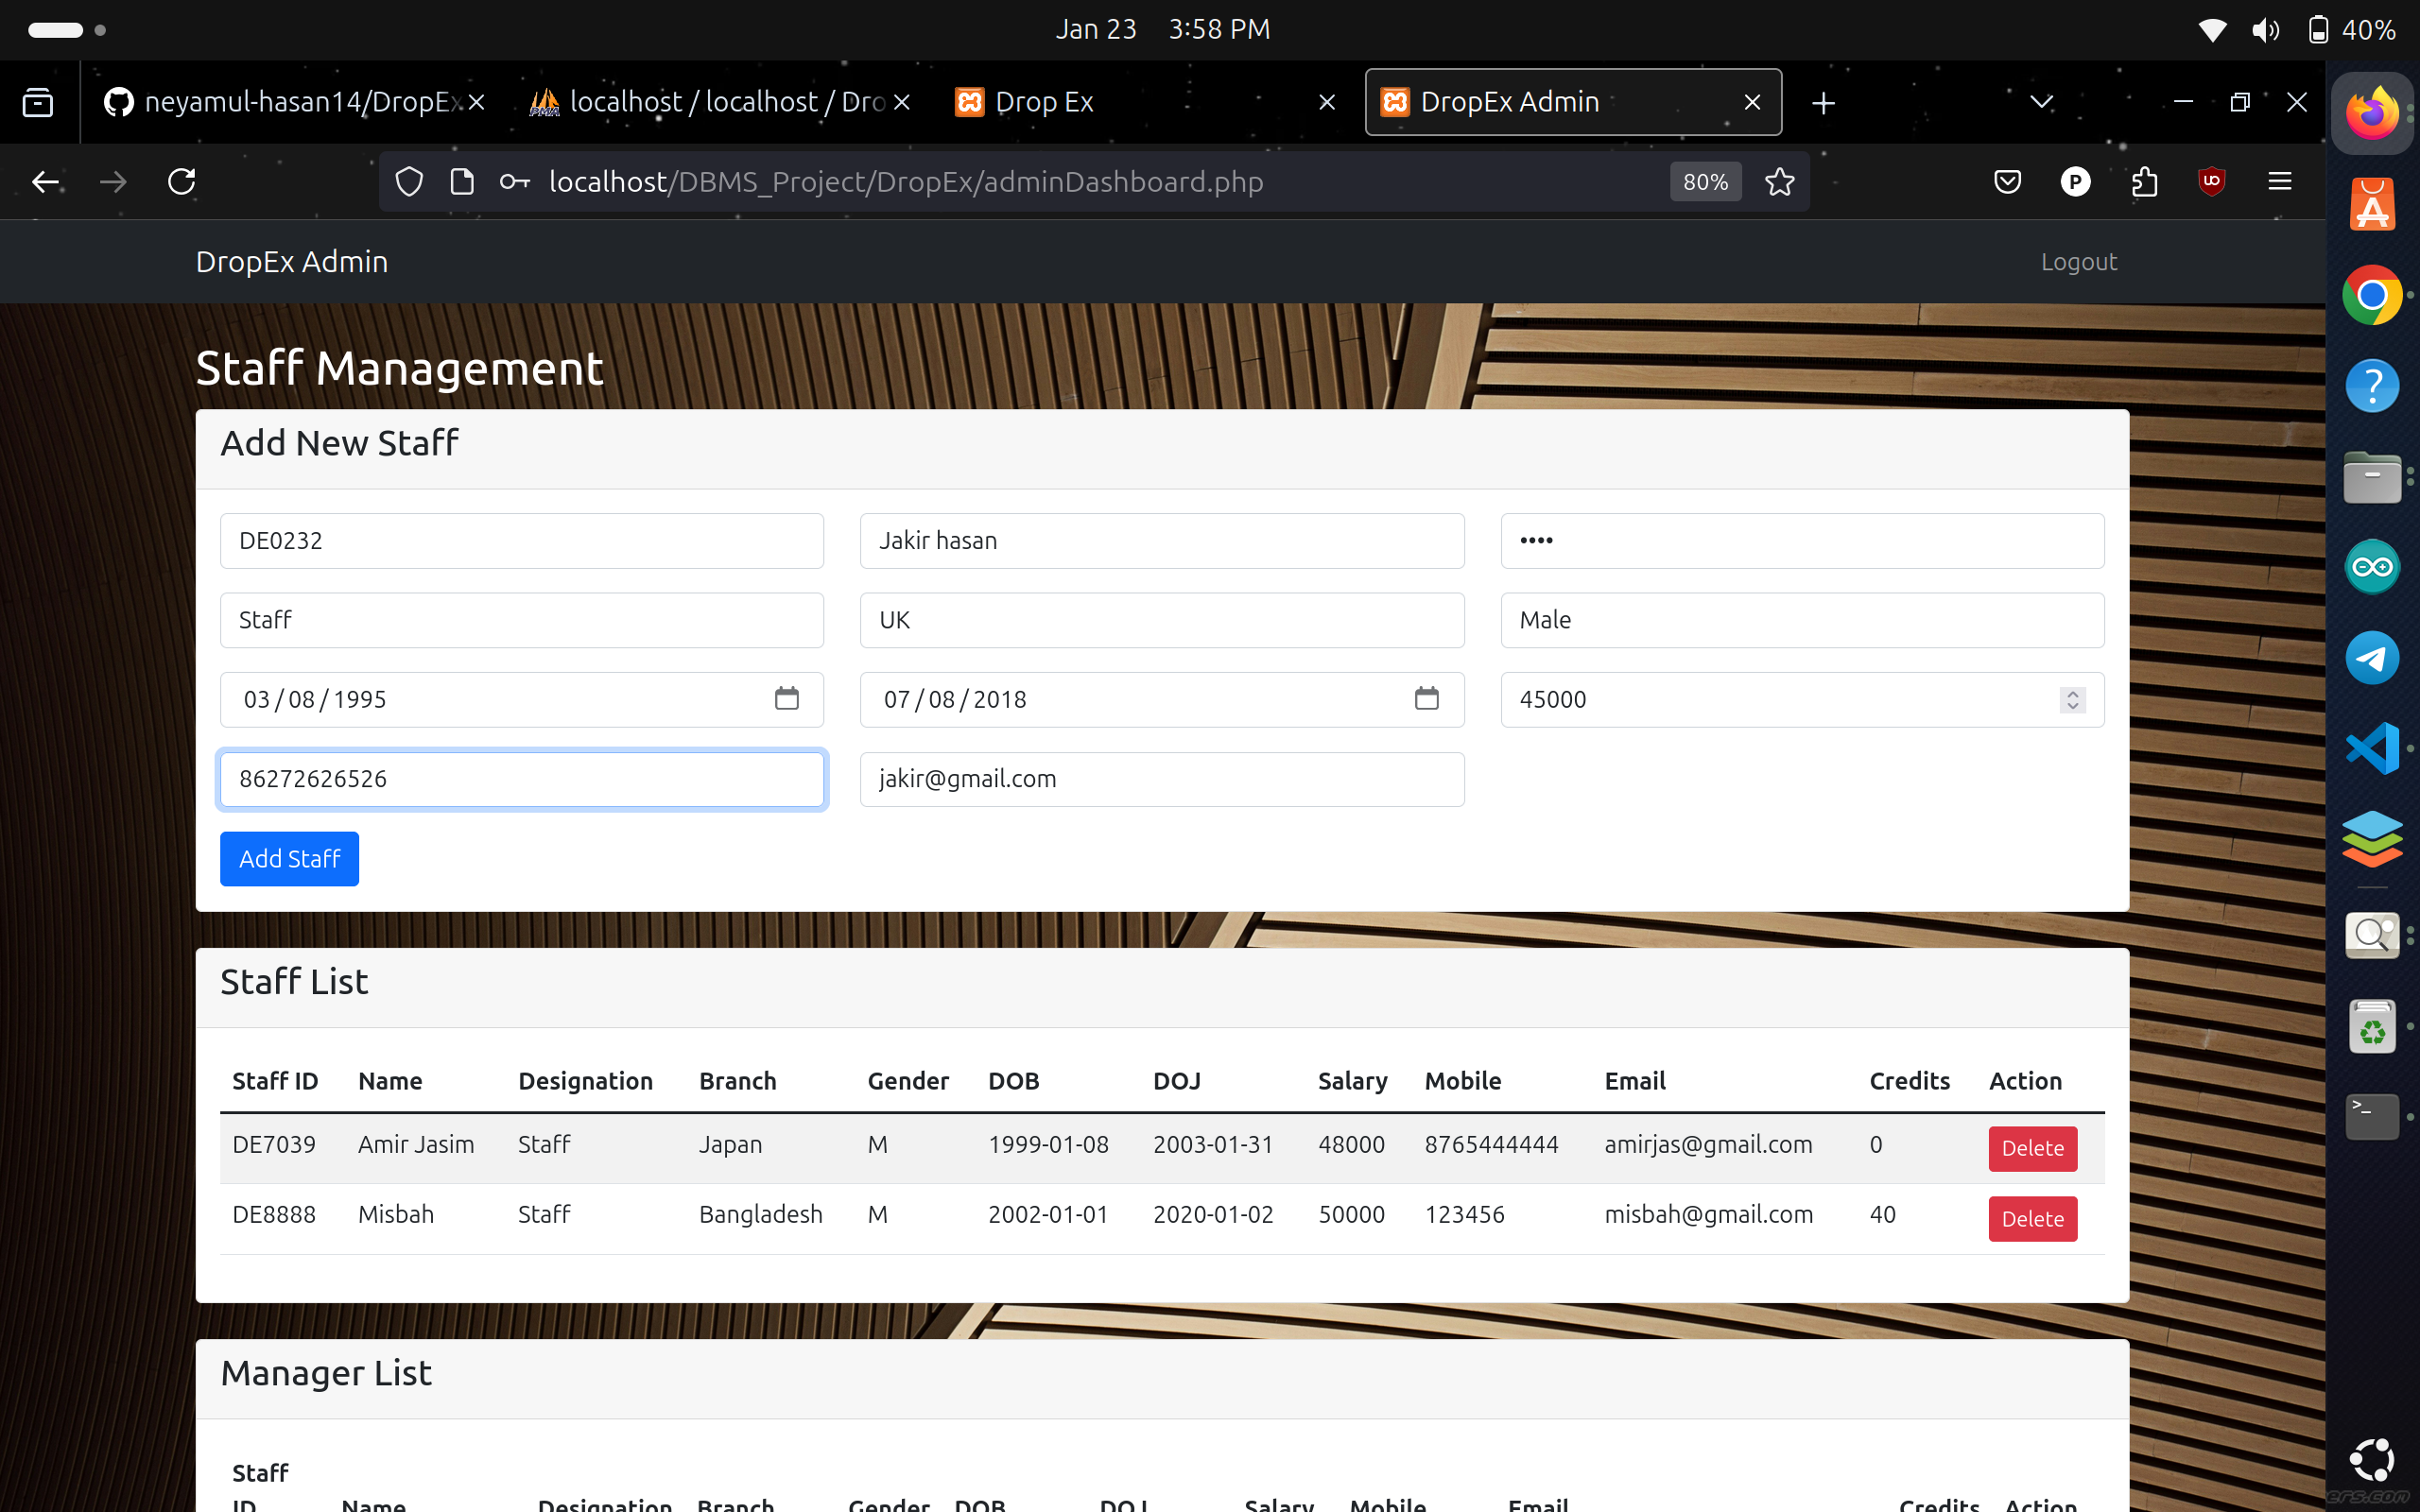 Jan 23 3:58 PM
40%
neyamul-hasan14/DropEx
localhost / localhost / Dro
Drop Ex
DropEx Admin
localhost/DBMS_Project/DropEx/adminDashboard.php
80%
DropEx Admin
Logout
Staff Management
Add New Staff
DE0232
Jakir hasan
••••
Staff
UK
Male
03 / 08 / 1995
07 / 08 / 2018
45000
86272626526
jakir@gmail.com
Add Staff
Staff List
Staff ID Name Designation Branch Gender DOB DOJ Salary Mobile Email Credits Action
DE7039 Amir Jasim Staff Japan M 1999-01-08 2003-01-31 48000 8765444444 amirjas@gmail.com 0 Delete
DE8888 Misbah Staff Bangladesh M 2002-01-01 2020-01-02 50000 123456 misbah@gmail.com 40 Delete
Manager List
Staff
ID Name Designation Branch Gender DOB DOJ Salary Mobile Email Credits Action
ers.com